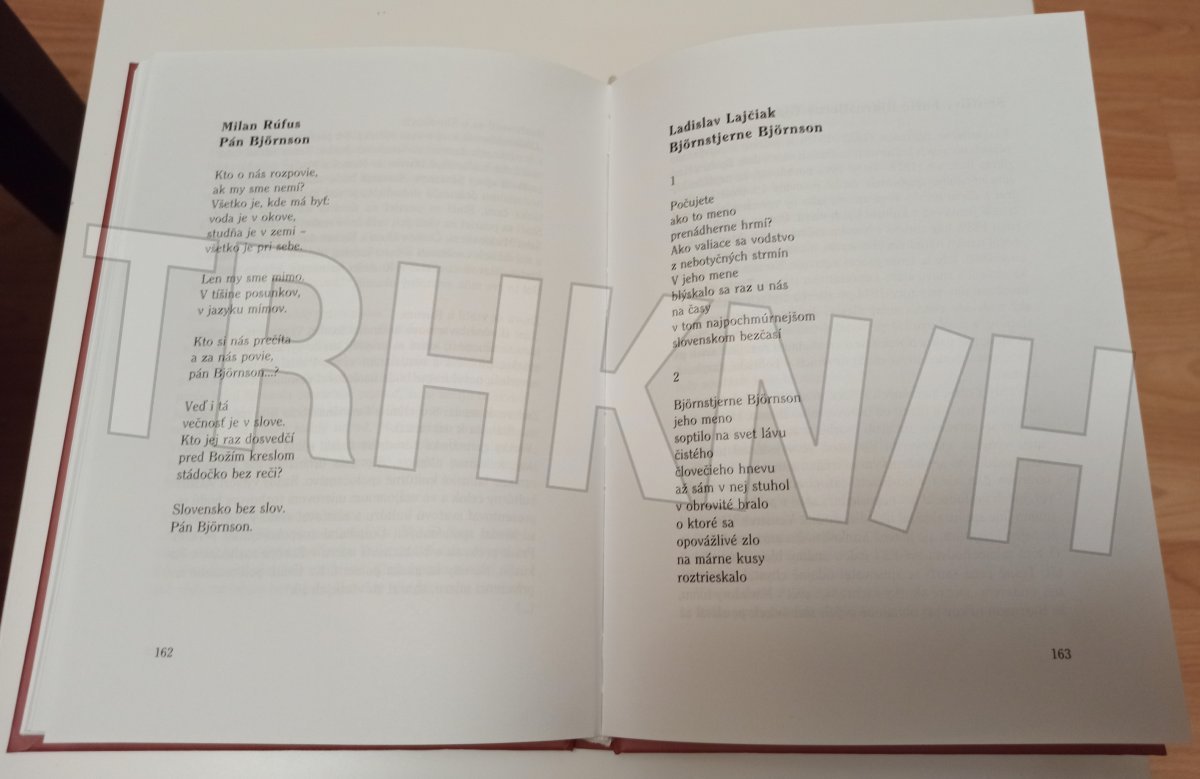 Milan Rúfus
Pán Björnson
Kto o nás rozpovie,
ak my sme nemí?
Všetko je, kde má byť:
voda je v okove,
studňa je v zemi –
všetko je pri sebe.
Len my sme mimo.
V tíšine posunkov,
v jazyku mímov.
Kto si nás prečíta
a za nás povie,
pán Björnson...?
Veď i tá
večnosť je v slove.
Kto jej raz dosvedčí
pred Božím kreslom
stádočko bez reči?
Slovensko bez slov.
Pán Björnson.
162
Ladislav Lajčiak
Björnstjerne Björnson
1
Počujete
ako to meno
prenádherne hrmí?
Ako valiace sa vodstvo
z nebotyčných strmín
V jeho mene
blýskalo sa raz u nás
na časy
v tom najpochmúrnejšom
slovenskom bezčasí
2
Björnstjerne Björnson
jeho meno
soptilo na svet lávu
čistého
človečieho hnevu
až sám v nej stuhol
v obrovité bralo
o ktoré sa
opovážlivé zlo
na márne kusy
roztrieskalo
163
TRHKNIH